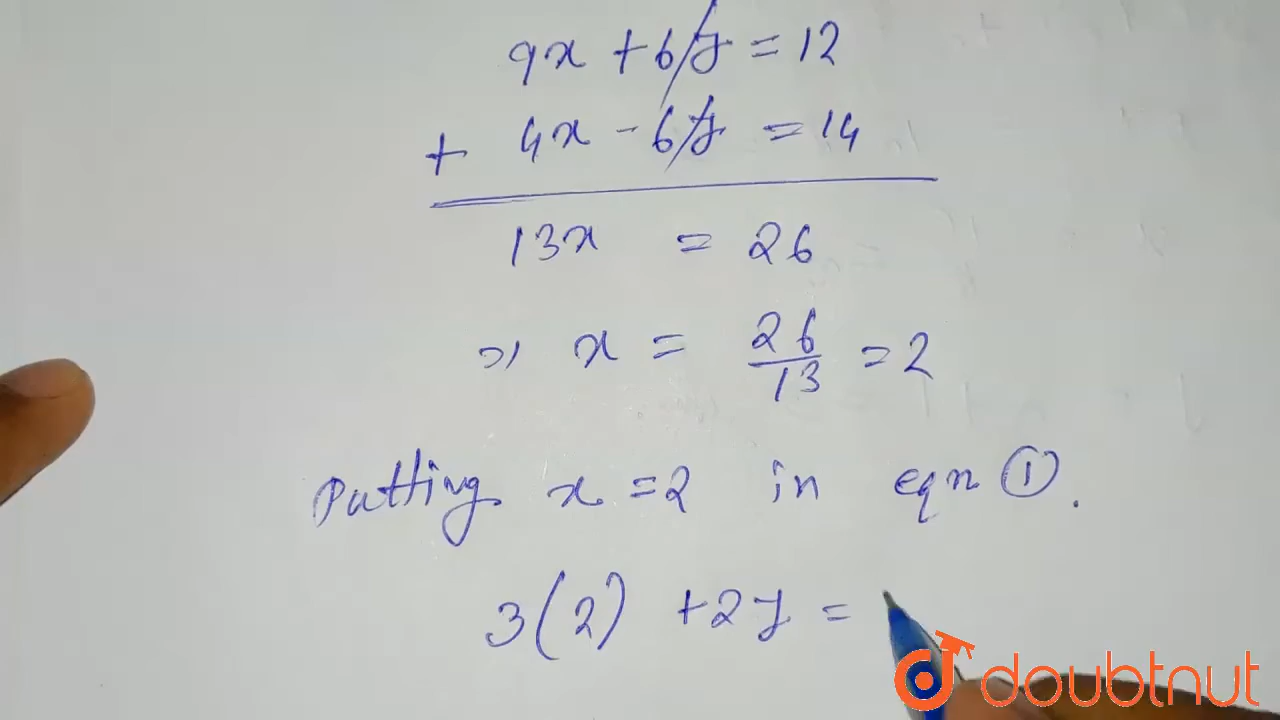 9x + 6y = 12
+ 4x - 6y = 14
13x = 26
⇒ x = 26/13 = 2
Putting x = 2 in eqn ①.
3(2) + 2y =
doubtnut